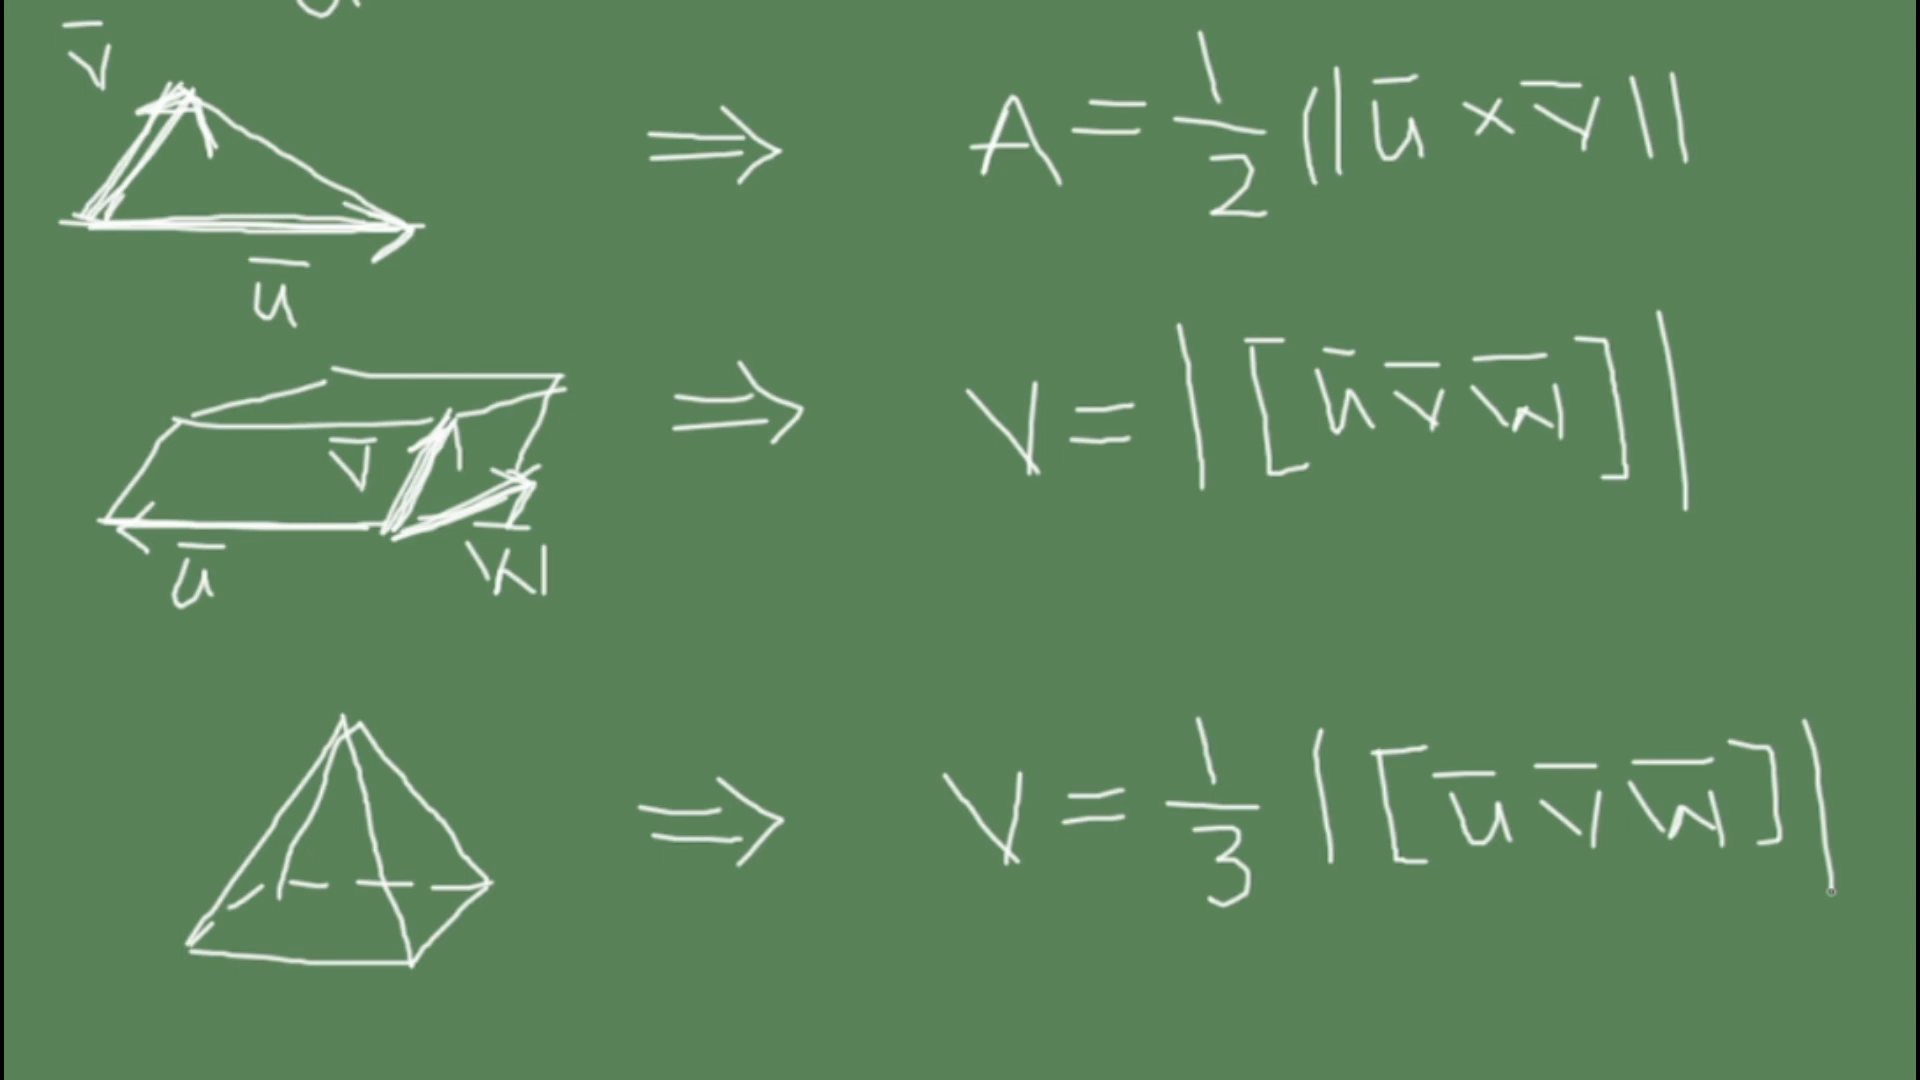 v̅
A = 1/2 ||u̅ × v̅||
u̅
V = |[u̅ v̅ w̅]|
v̅
u̅
w̅
V = 1/3 |[u̅ v̅ w̅]|